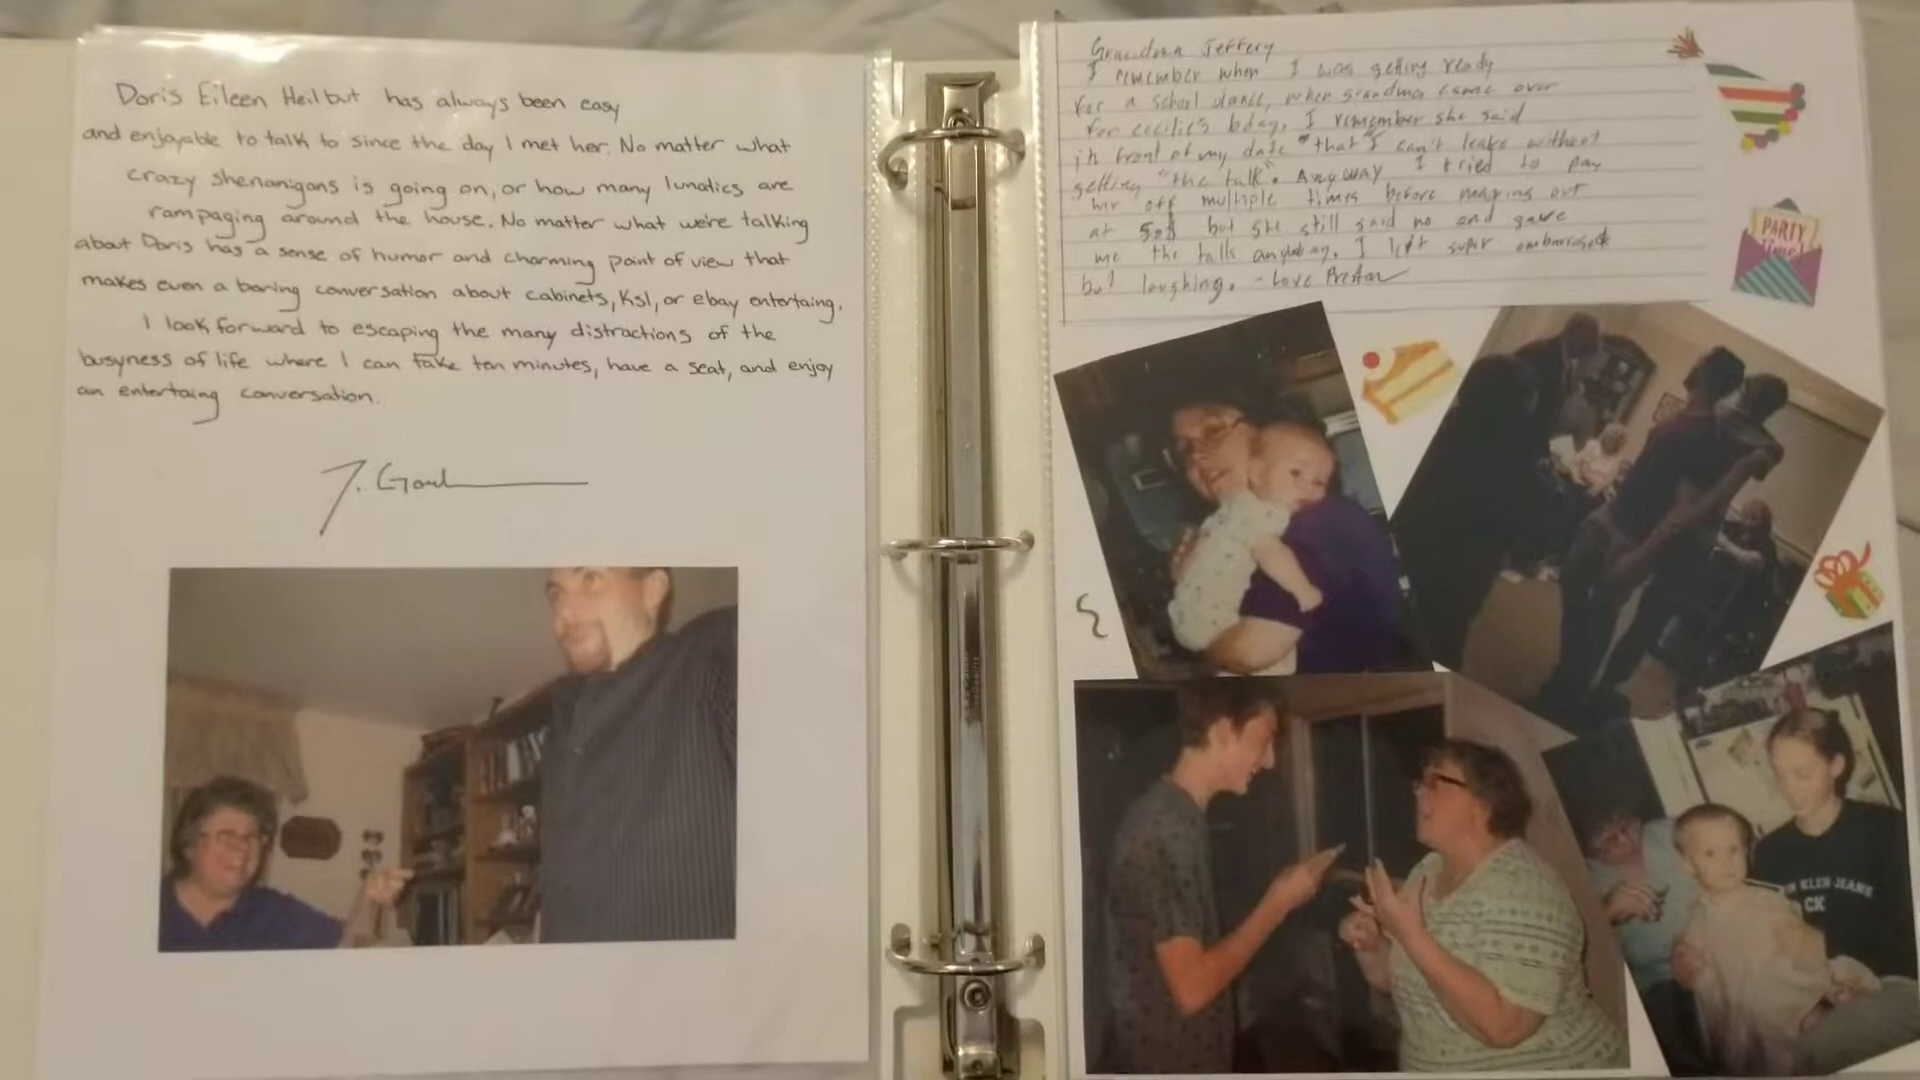 Doris Eileen Heilbut has always been easy
and enjoyable to talk to since the day I met her. No matter what
crazy shenanigans is going on, or how many lunatics are
rampaging around the house. No matter what we're talking
about Doris has a sense of humor and charming point of view that
makes even a boring conversation about cabinets, Ksl, or ebay entertaing.
I look forward to escaping the many distractions of the
busyness of life where I can take ten minutes, have a seat, and enjoy
an entertaing conversation.
Grandma Jeffery
I remember when I was getting ready
for a school dance, when grandma came over
for cecilie's bday. I remember she said
in front of my date "that I can't leave without
getting "the talk". Anyway I tried to pay
her off multiple times before maxing out
at 50$ but she still said no and gave
me the talk anyway. I left super embarrassed
but laughing. - Love Preston
PARTY
time!
KLEIN JEANS
CK